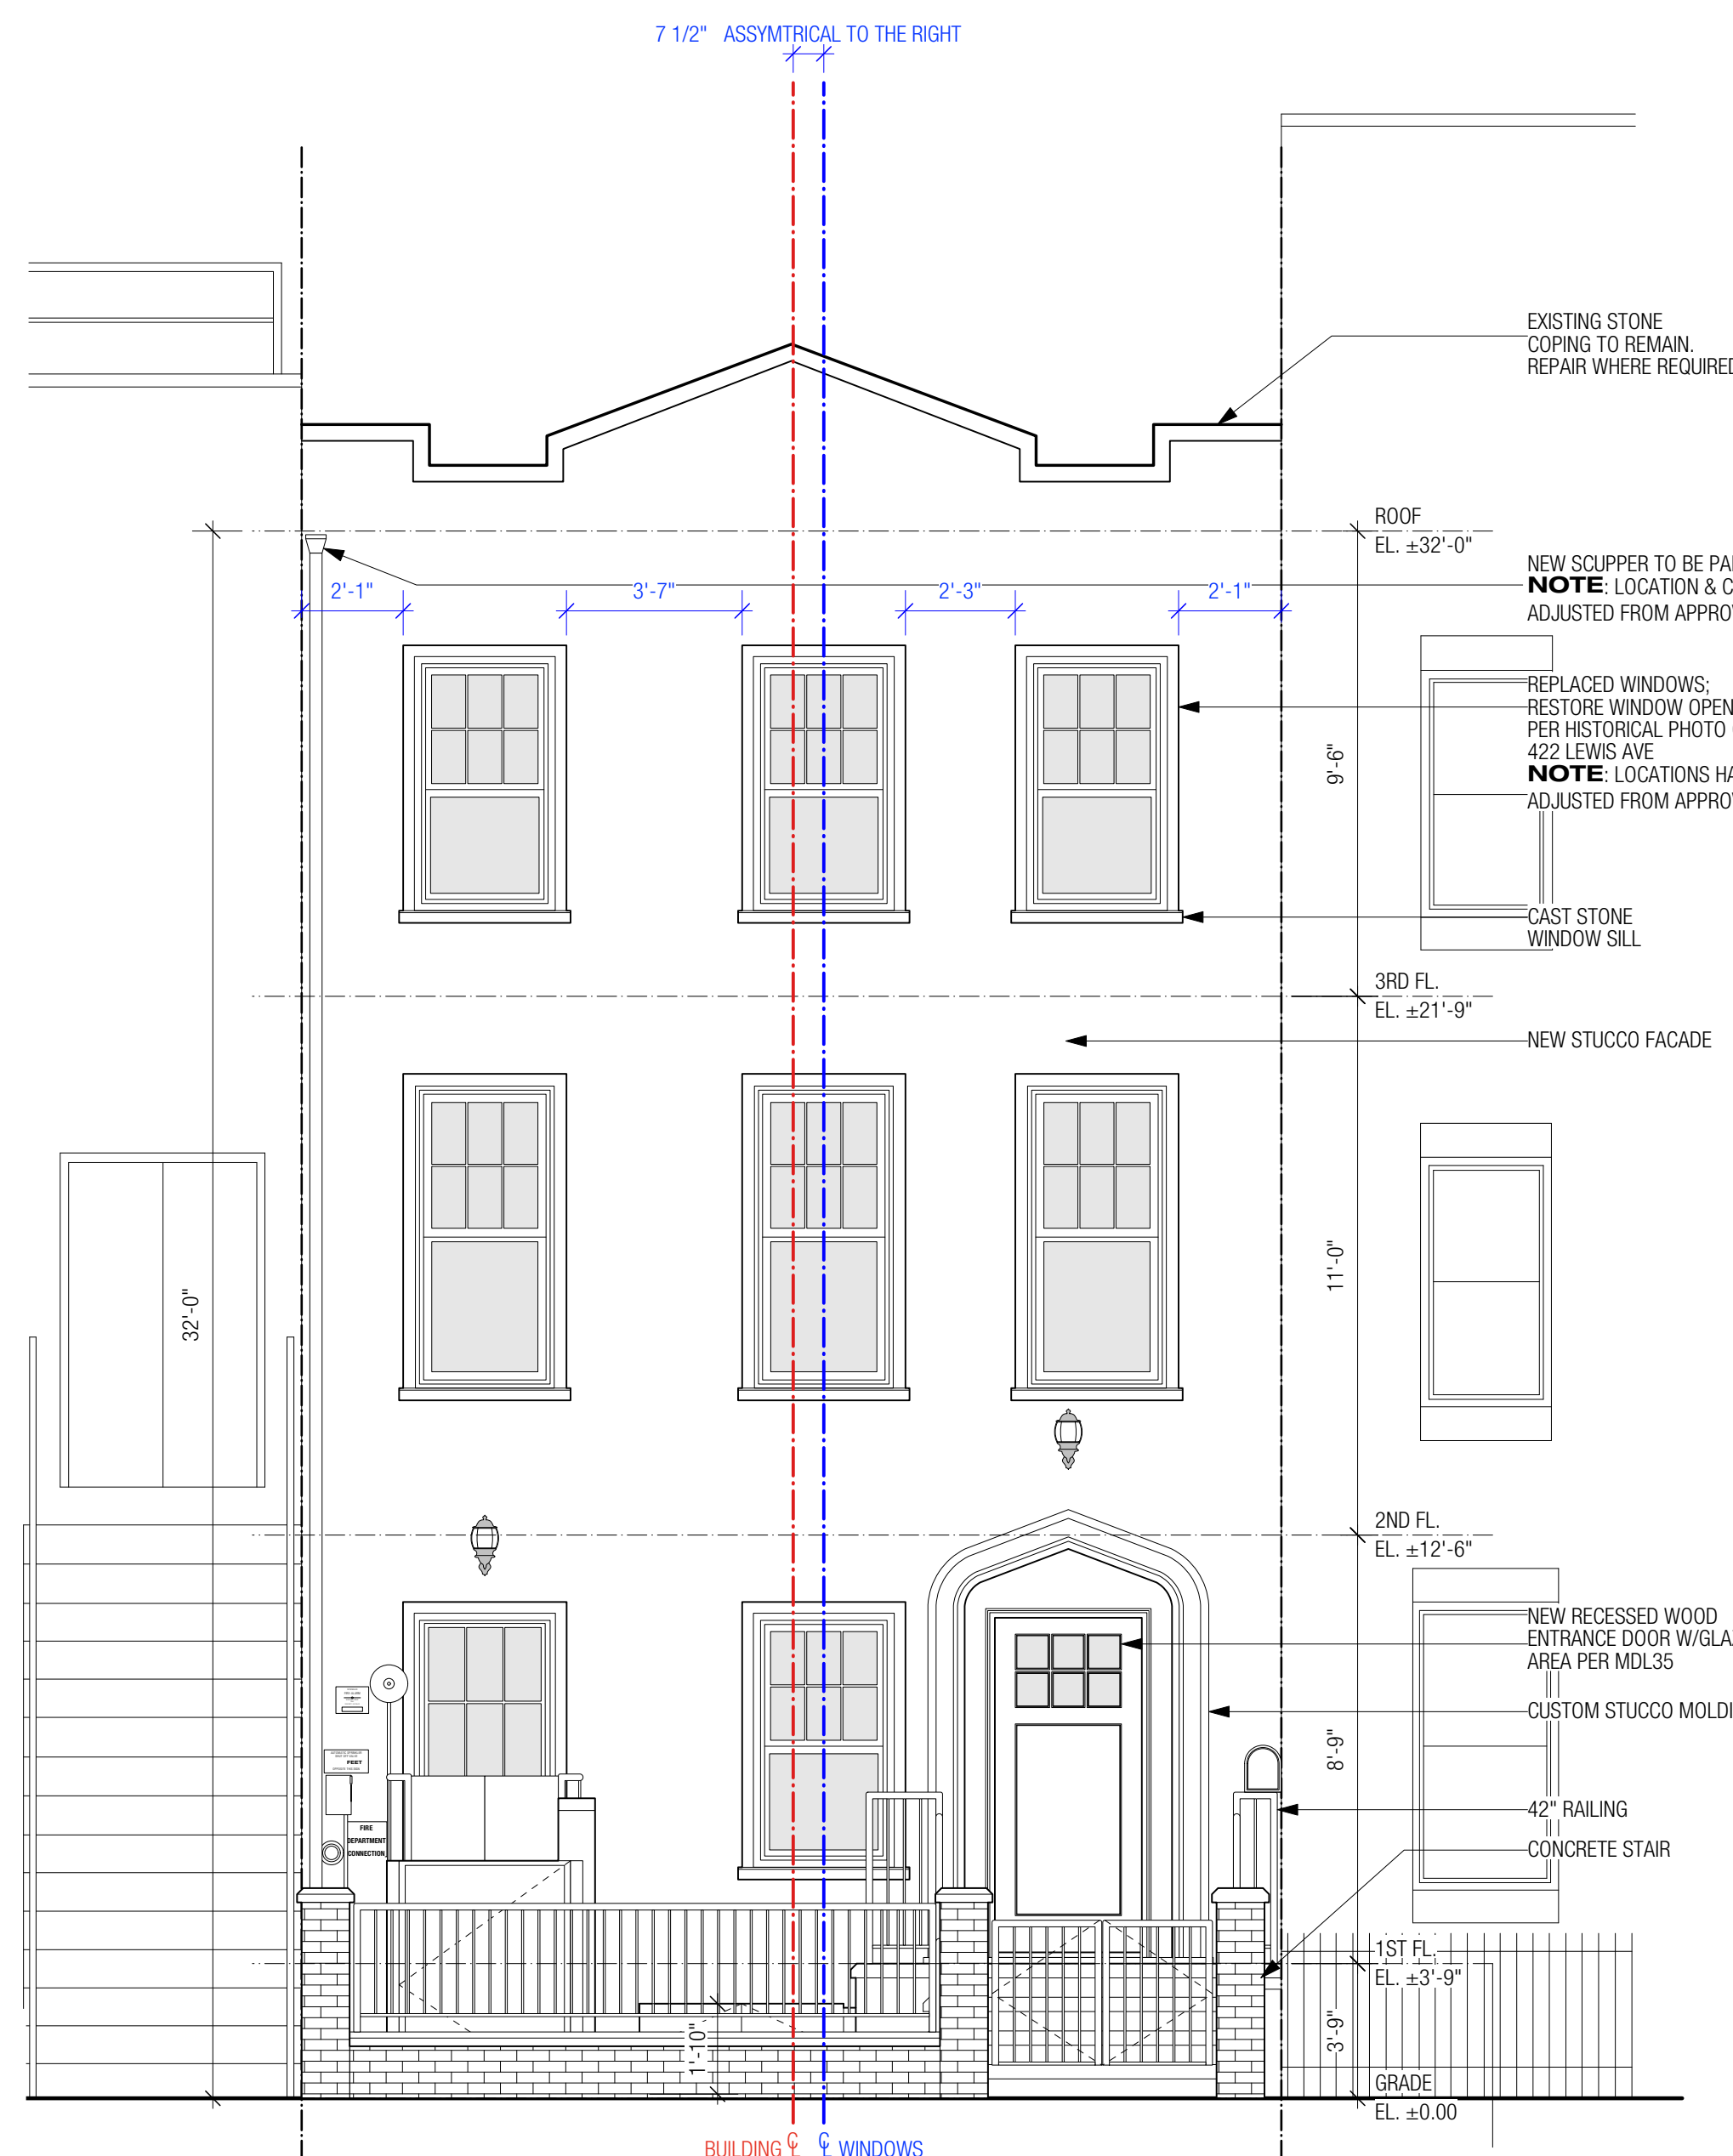 7 1/2" ASSYMTRICAL TO THE RIGHT
EXISTING STONE
COPING TO REMAIN.
REPAIR WHERE REQUIRED
ROOF
EL. ±32'-0"
NEW SCUPPER TO BE PA
NOTE: LOCATION & C
ADJUSTED FROM APPRO
2'-1"
3'-7"
2'-3"
2'-1"
REPLACED WINDOWS;
RESTORE WINDOW OPEN
PER HISTORICAL PHOTO
422 LEWIS AVE
NOTE: LOCATIONS HA
ADJUSTED FROM APPRO
9'-6"
CAST STONE
WINDOW SILL
3RD FL.
EL. ±21'-9"
NEW STUCCO FACADE
11'-0"
32'-0"
2ND FL.
EL. ±12'-6"
NEW RECESSED WOOD
ENTRANCE DOOR W/GLA
AREA PER MDL35
CUSTOM STUCCO MOLDI
8'-9"
FEET
42" RAILING
FIRE
DEPARTMENT
CONNECTION
CONCRETE STAIR
1ST FL.
EL. ±3'-9"
1'-10"
3'-9"
GRADE
EL. ±0.00
BUILDING ℄ ℄ WINDOWS